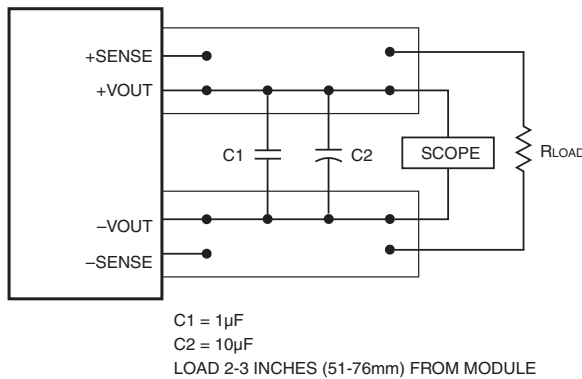 +SENSE
+VOUT
C1
C2
SCOPE
RLOAD
–VOUT
–SENSE
C1 = 1µF
C2 = 10µF
LOAD 2-3 INCHES (51-76mm) FROM MODULE